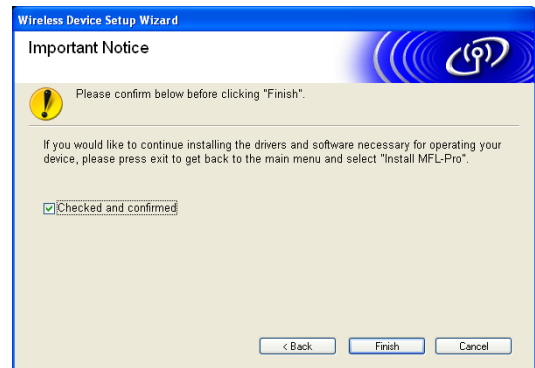 Wireless Device Setup Wizard
Important Notice
Please confirm below before clicking "Finish".
If you would like to continue installing the drivers and software necessary for operating your
device, please press exit to get back to the main menu and select "Install MFL-Pro".
Checked and confirmed
< Back Finish Cancel